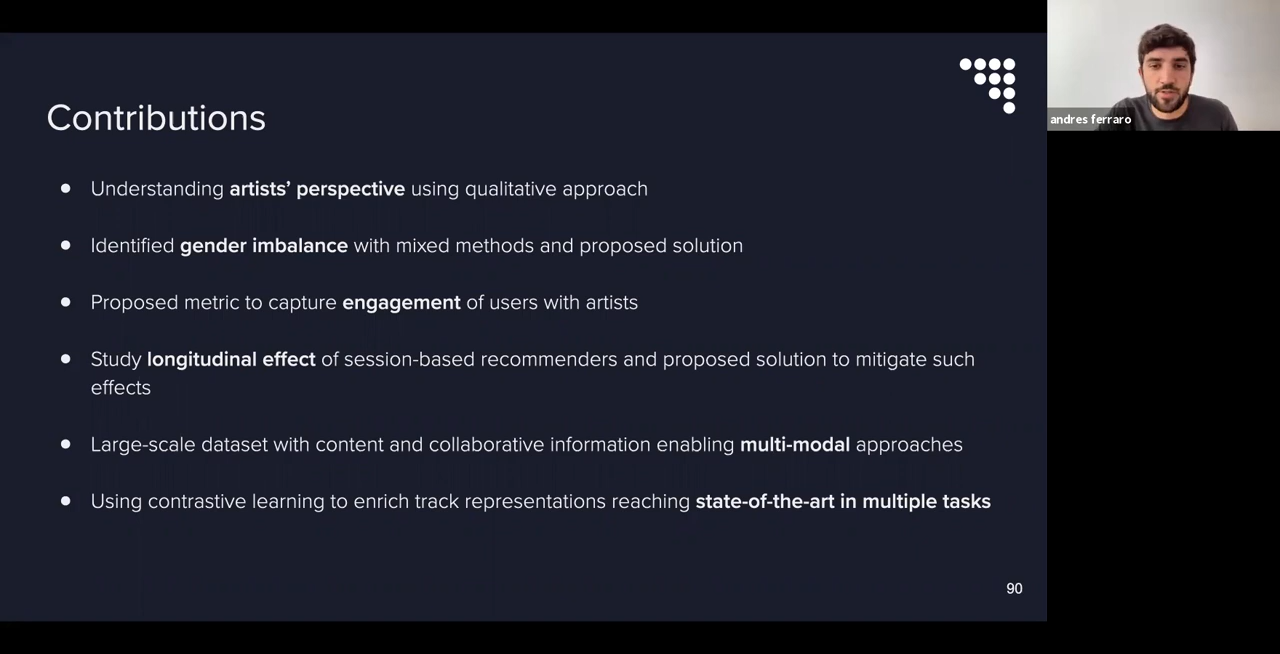 Contributions
● Understanding artists’ perspective using qualitative approach
● Identified gender imbalance with mixed methods and proposed solution
● Proposed metric to capture engagement of users with artists
● Study longitudinal effect of session-based recommenders and proposed solution to mitigate such
effects
● Large-scale dataset with content and collaborative information enabling multi-modal approaches
● Using contrastive learning to enrich track representations reaching state-of-the-art in multiple tasks
90
andres ferraro